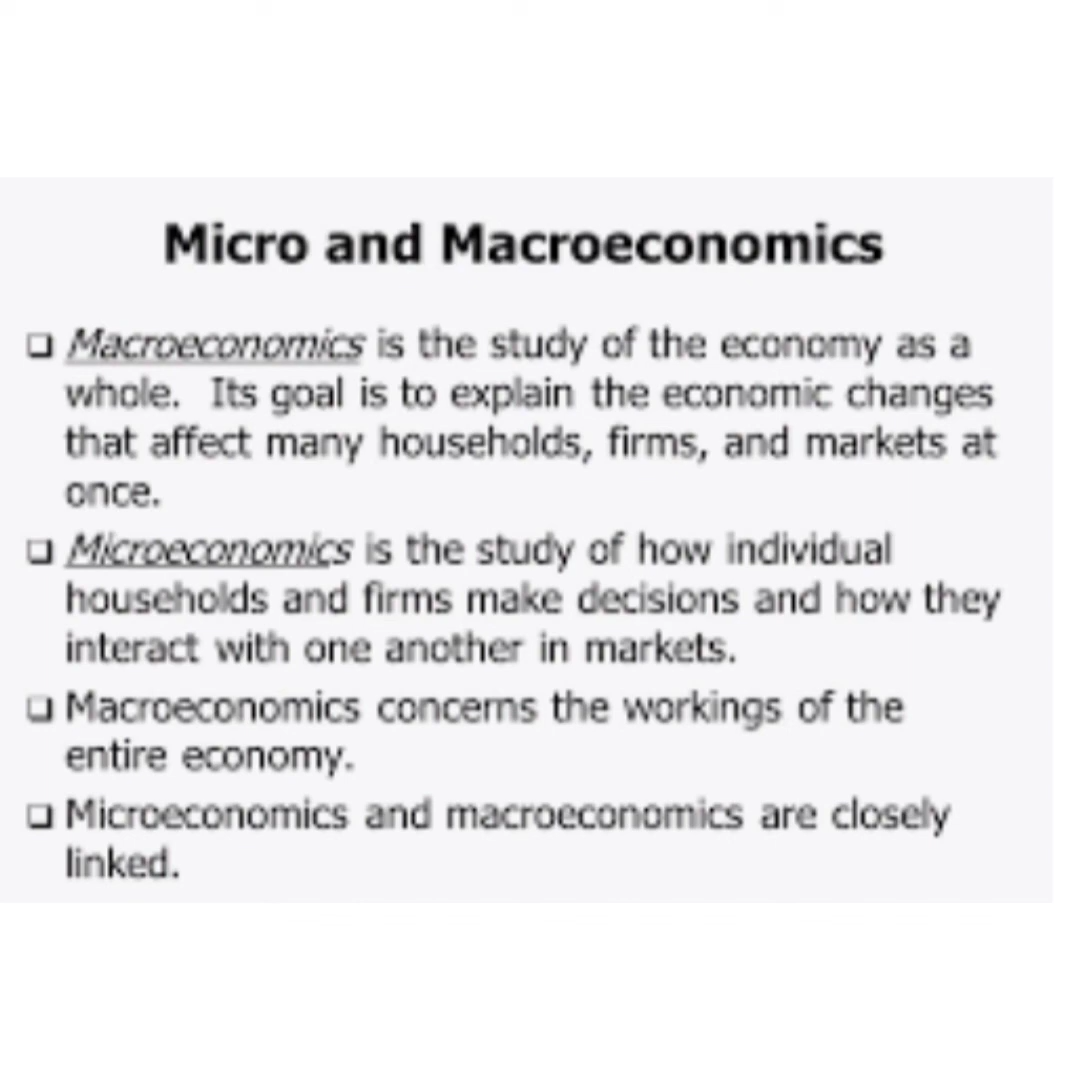 Micro and Macroeconomics
❑ Macroeconomics is the study of the economy as a
whole. Its goal is to explain the economic changes
that affect many households, firms, and markets at
once.
❑ Microeconomics is the study of how individual
households and firms make decisions and how they
interact with one another in markets.
❑ Macroeconomics concerns the workings of the
entire economy.
❑ Microeconomics and macroeconomics are closely
linked.